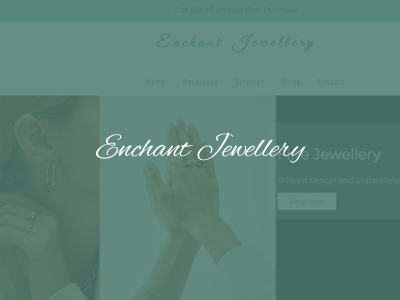 Get 10% off on your First Purchase
Enchant Jewellery
Home Necklaces Earrings Rings Contact
Enchant Jewellery
Jewellery
Brilliant design and unparalleled
Shop Now